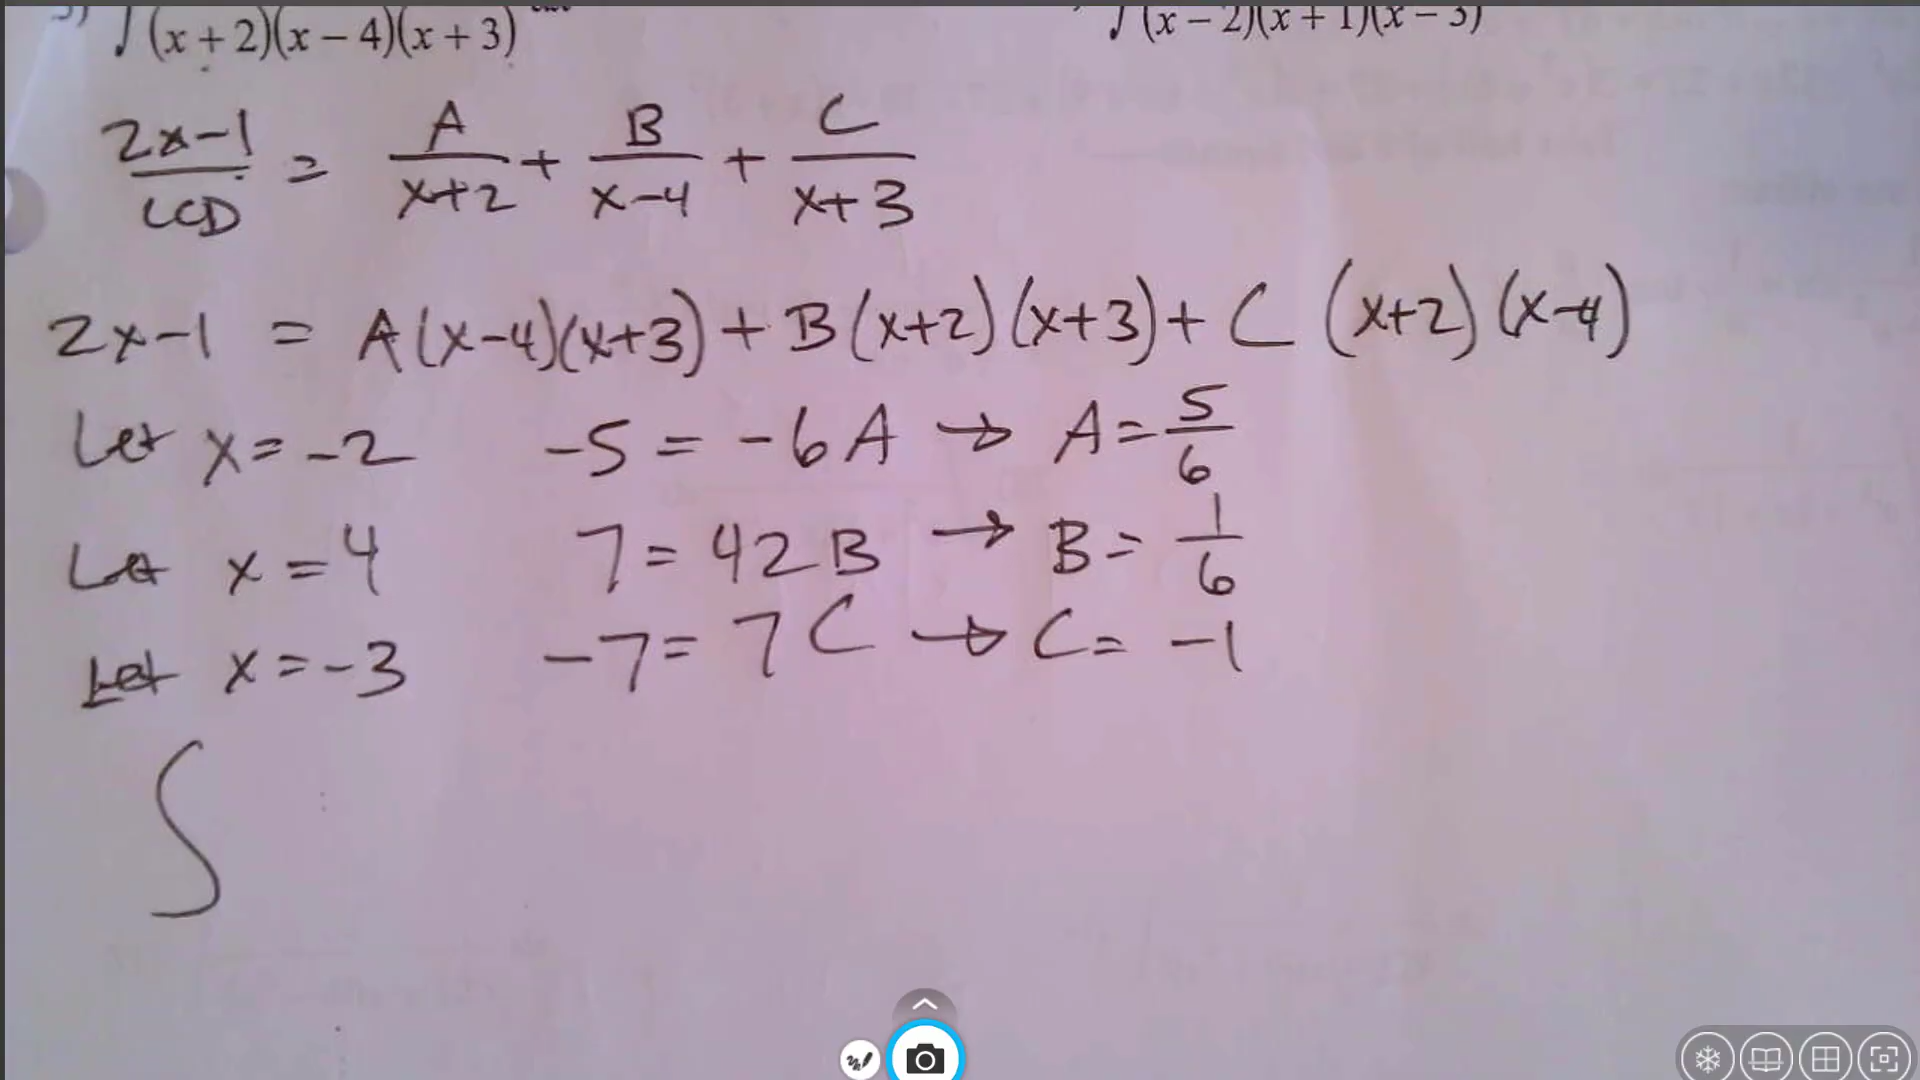 ∫ (x + 2)(x − 4)(x + 3)
∫ (x − 2)(x + 1)(x − 3)
2x−1 / LCD = A / x+2 + B / x−4 + C / x+3
2x−1 = A(x−4)(x+3) + B(x+2)(x+3) + C (x+2)(x−4)
Let x = −2 −5 = −6A → A = 5/6
Let x = 4 7 = 42B → B = 1/6
Let x = −3 −7 = 7C → C = −1
∫